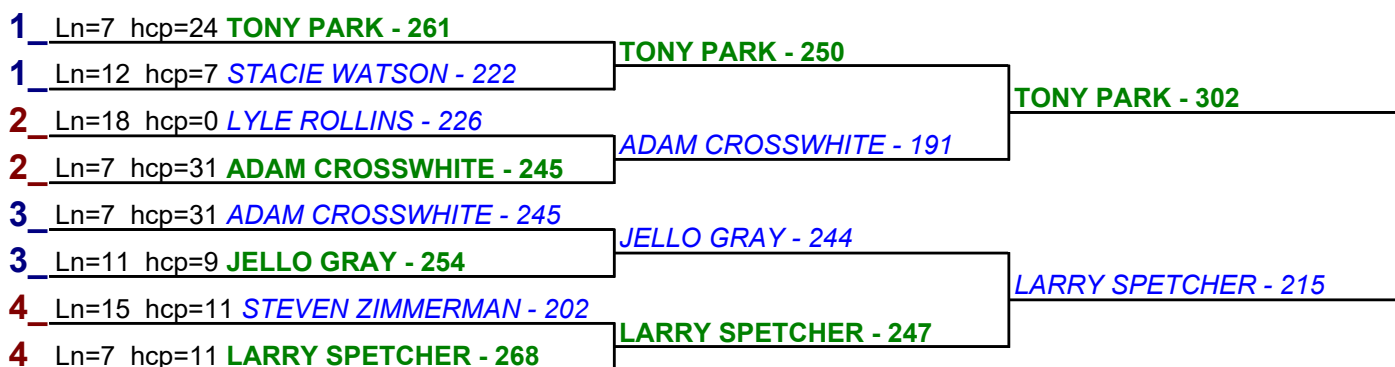 1_ Ln=7 hcp=24 TONY PARK - 261
1_ Ln=12 hcp=7 STACIE WATSON - 222
2_ Ln=18 hcp=0 LYLE ROLLINS - 226
2_ Ln=7 hcp=31 ADAM CROSSWHITE - 245
3_ Ln=7 hcp=31 ADAM CROSSWHITE - 245
3_ Ln=11 hcp=9 JELLO GRAY - 254
4_ Ln=15 hcp=11 STEVEN ZIMMERMAN - 202
4 Ln=7 hcp=11 LARRY SPETCHER - 268
TONY PARK - 250
ADAM CROSSWHITE - 191
JELLO GRAY - 244
LARRY SPETCHER - 247
TONY PARK - 302
LARRY SPETCHER - 215